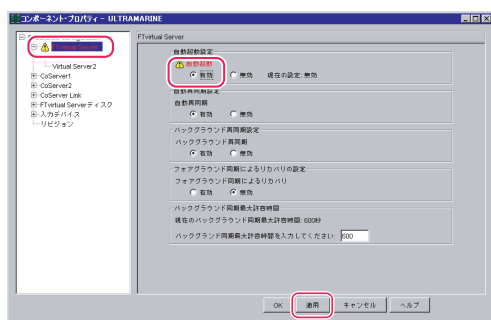 コンポーネント・プロパティ - ULTRAMARINE
FTvirtual Server
Virtual Server2
CoServer1
CoServer2
CoServer Link
FTvirtual Serverディスク
入力デバイス
リビジョン
FTvirtual Server
自動起動設定
自動起動
有効 無効 現在の設定: 無効
自動再同期設定
自動再同期
有効 無効
バックグラウンド再同期設定
バックグラウンド再同期
有効 無効
フォアグラウンド同期によるリカバリの設定
フォアグラウンド同期によるリカバリ
有効 無効
バックグラウンド同期最大許容時間
現在のバックグラウンド同期最大許容時間: 600秒
バックグランド同期最大許容時間を入力してください: 600
OK 適用 キャンセル ヘルプ